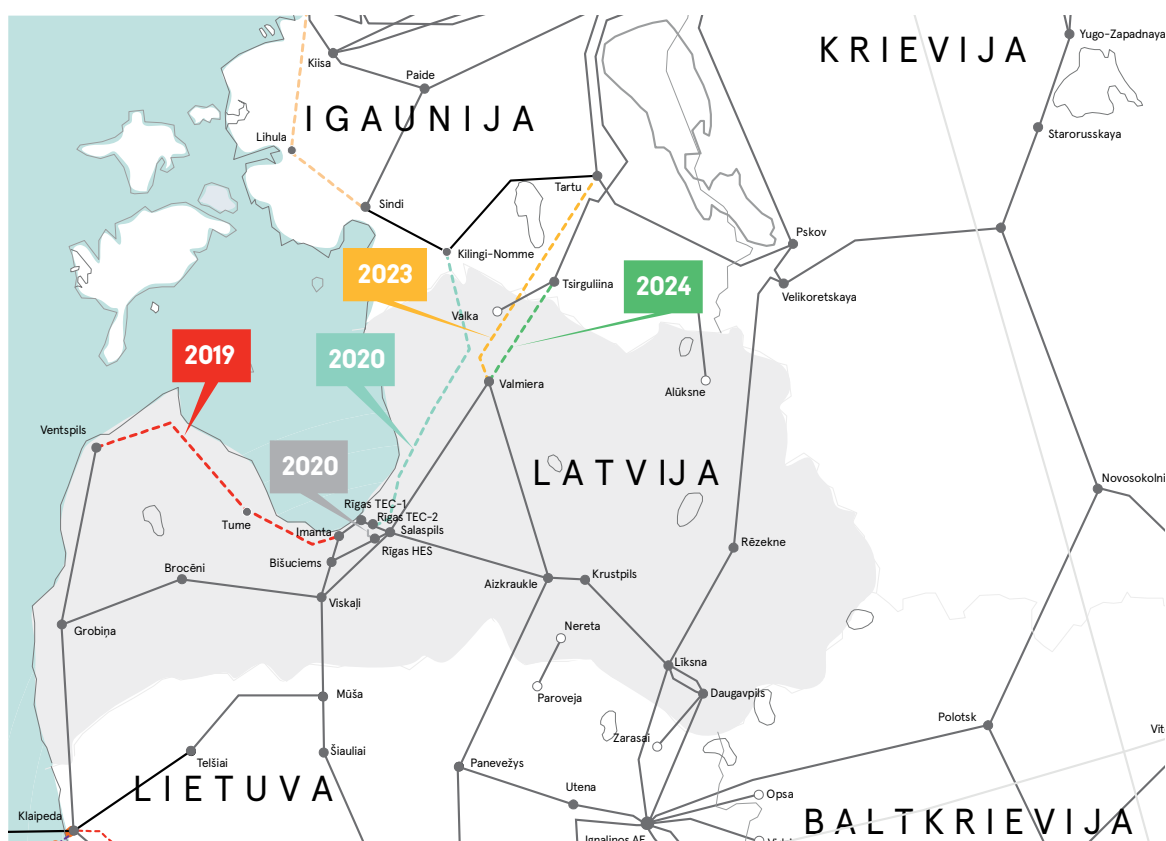 KRIEVIJA
Yugo-Zapadnaya
Kiisa
Paide
IGAUNIJA
Starorusskaya
Lihula
Tartu
Sindi
Pskov
Kilingi-Nomme
2023
Tsirguliina
2024
Velikoretskaya
Valka
2019
2020
Valmiera
Alūksne
Ventspils
2020
LATVIJA
Novosokolni
Rīgas TEC-1
Rīgas TEC-2
Tume
Imanta
Salaspils
Rīgas HES
Rēzekne
Bišuciems
Brocēni
Aizkraukle
Krustpils
Viskaļi
Grobiņa
Nereta
Līksna
Mūša
Paroveja
Daugavpils
Polotsk
Zarasai
Šiauliai
Telšiai
Panevežys
LIETUVA
Utena
Opsa
Klaipeda
BALTKRIEVIJA
Ignalinos AE